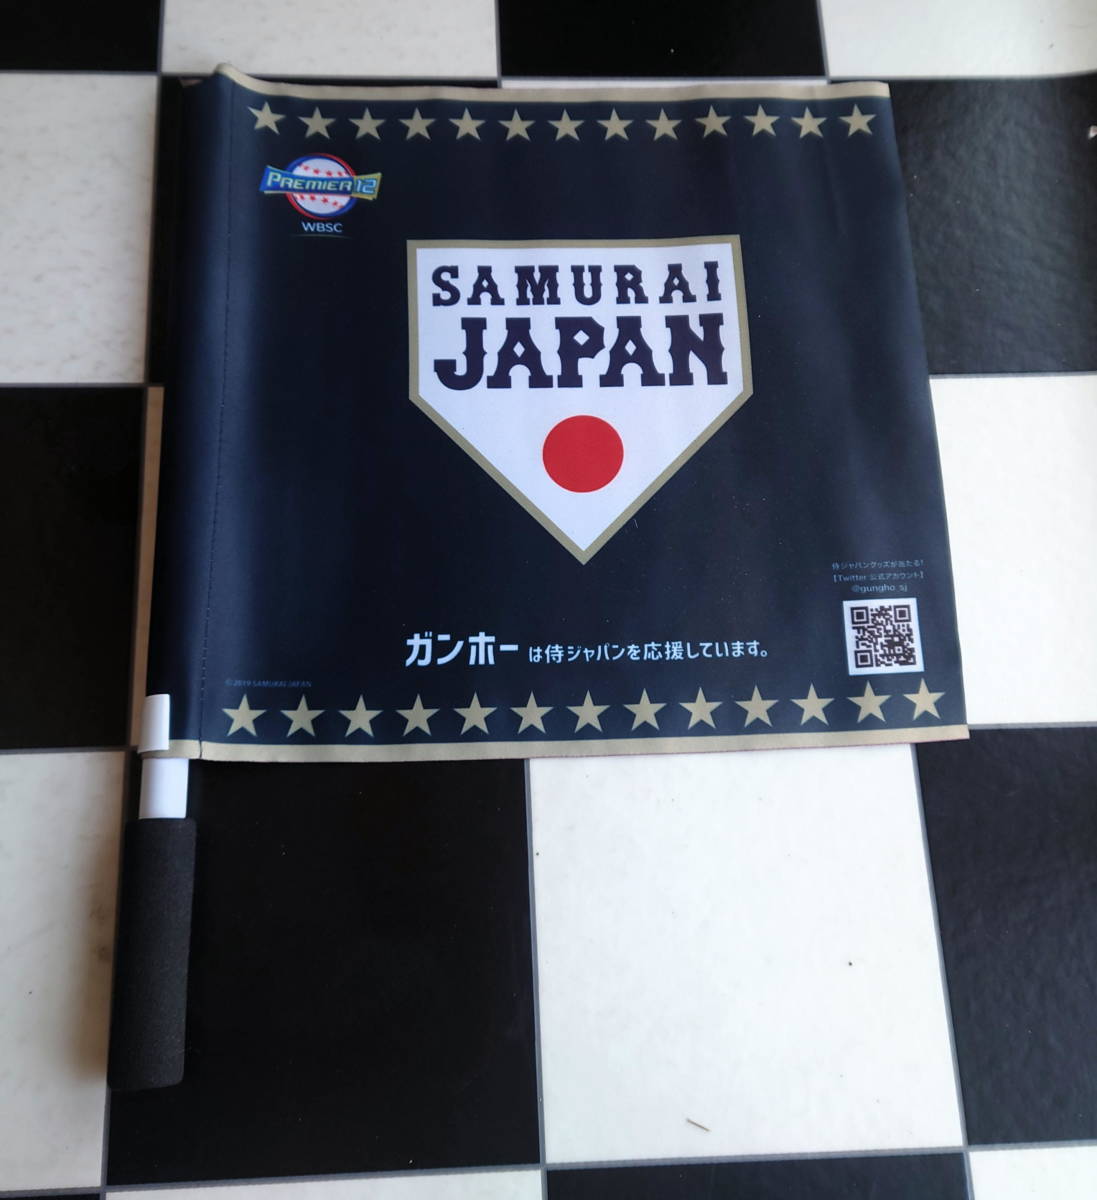 PREMIER12
WBSC
SAMURAI
JAPAN
侍ジャパングッズが当たる!
【Twitter 公式アカウント】
@gungho_sj
ガンホー は侍ジャパンを応援しています。
©2019 SAMURAI JAPAN